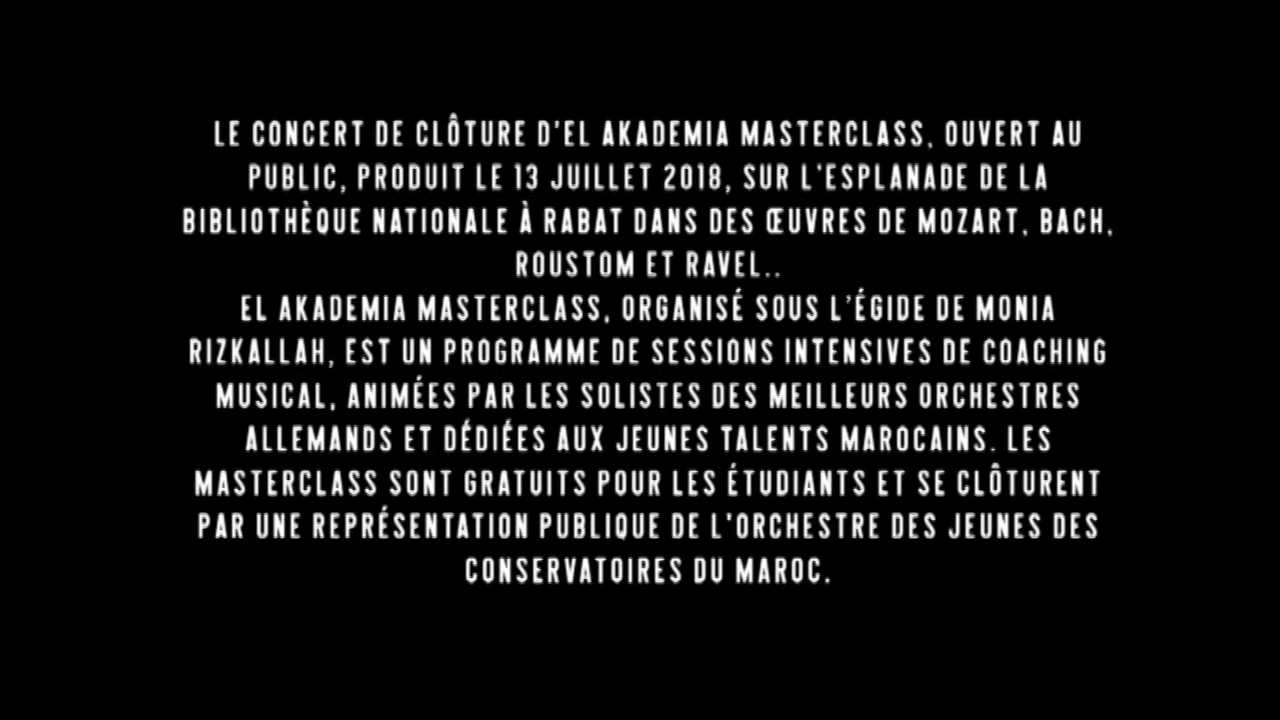 LE CONCERT DE CLÔTURE D'EL AKADEMIA MASTERCLASS, OUVERT AU
PUBLIC, PRODUIT LE 13 JUILLET 2018, SUR L'ESPLANADE DE LA
BIBLIOTHÈQUE NATIONALE À RABAT DANS DES ŒUVRES DE MOZART, BACH,
ROUSTOM ET RAVEL..
EL AKADEMIA MASTERCLASS, ORGANISÉ SOUS L'ÉGIDE DE MONIA
RIZKALLAH, EST UN PROGRAMME DE SESSIONS INTENSIVES DE COACHING
MUSICAL, ANIMÉES PAR LES SOLISTES DES MEILLEURS ORCHESTRES
ALLEMANDS ET DÉDIÉES AUX JEUNES TALENTS MAROCAINS. LES
MASTERCLASS SONT GRATUITS POUR LES ÉTUDIANTS ET SE CLÔTURENT
PAR UNE REPRÉSENTATION PUBLIQUE DE L'ORCHESTRE DES JEUNES DES
CONSERVATOIRES DU MAROC.